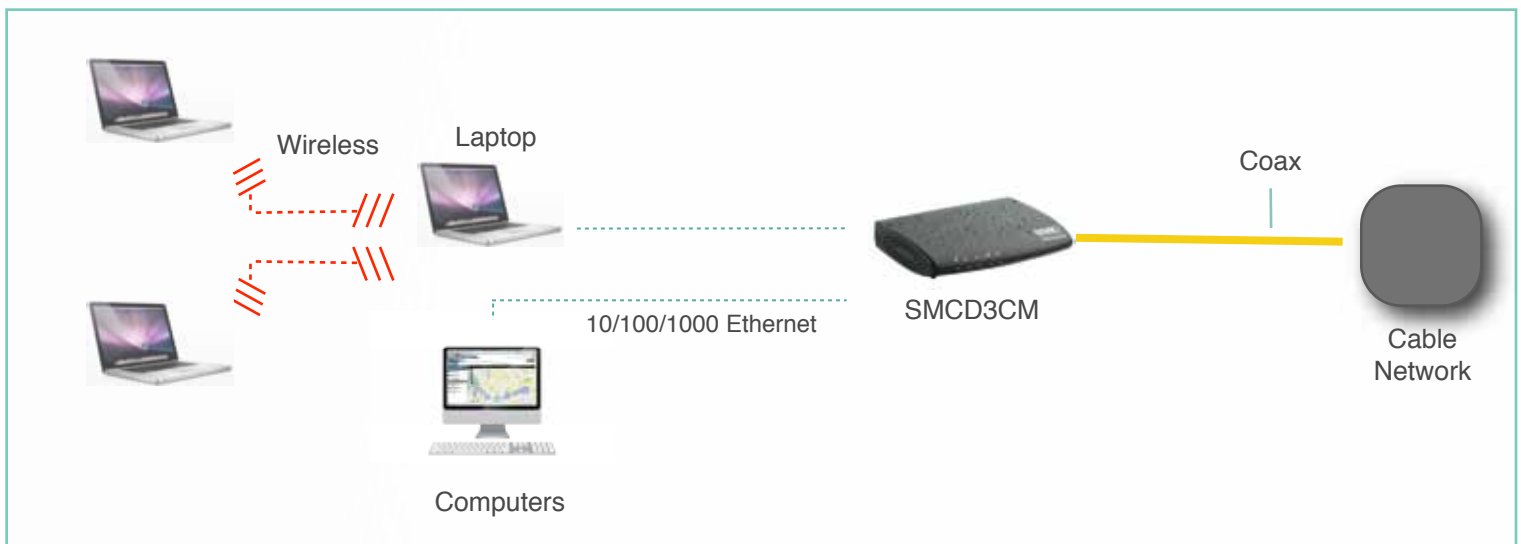 Wireless
Laptop
Coax
10/100/1000 Ethernet
SMCD3CM
Cable
Network
Computers